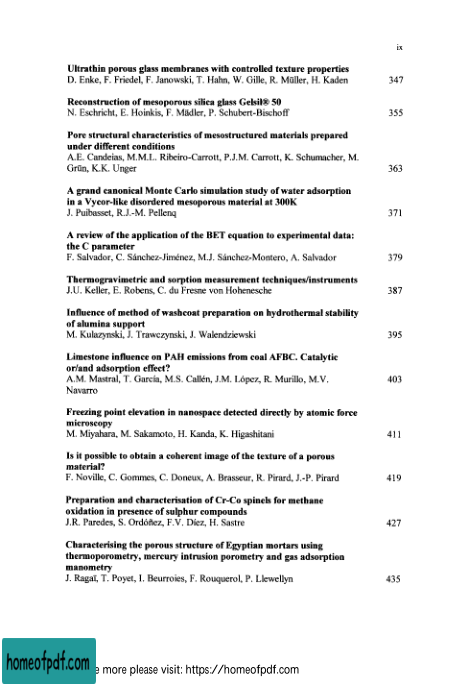 ix
Ultrathin porous glass membranes with controlled texture properties
D. Enke, F. Friedel, F. Janowski, T. Hahn, W. Gille, R. Müller, H. Kaden 347
Reconstruction of mesoporous silica glass Gelsil® 50
N. Eschricht, E. Hoinkis, F. Mädler, P. Schubert-Bischoff 355
Pore structural characteristics of mesostructured materials prepared
under different conditions
A.E. Candeias, M.M.L. Ribeiro-Carrott, P.J.M. Carrott, K. Schumacher, M.
Grün, K.K. Unger 363
A grand canonical Monte Carlo simulation study of water adsorption
in a Vycor-like disordered mesoporous material at 300K
J. Puibasset, R.J.-M. Pellenq 371
A review of the application of the BET equation to experimental data:
the C parameter
F. Salvador, C. Sánchez-Jiménez, M.J. Sánchez-Montero, A. Salvador 379
Thermogravimetric and sorption measurement techniques/instruments
J.U. Keller, E. Robens, C. du Fresne von Hohenesche 387
Influence of method of washcoat preparation on hydrothermal stability
of alumina support
M. Kulazynski, J. Trawczynski, J. Walendziewski 395
Limestone influence on PAH emissions from coal AFBC. Catalytic
or/and adsorption effect?
A.M. Mastral, T. García, M.S. Callén, J.M. López, R. Murillo, M.V. 403
Navarro
Freezing point elevation in nanospace detected directly by atomic force
microscopy
M. Miyahara, M. Sakamoto, H. Kanda, K. Higashitani 411
Is it possible to obtain a coherent image of the texture of a porous
material?
F. Noville, C. Gommes, C. Doneux, A. Brasseur, R. Pirard, J.-P. Pirard 419
Preparation and characterisation of Cr-Co spinels for methane
oxidation in presence of sulphur compounds
J.R. Paredes, S. Ordóñez, F.V. Díez, H. Sastre 427
Characterising the porous structure of Egyptian mortars using
thermoporometry, mercury intrusion porometry and gas adsorption
manometry
J. Ragaï, T. Poyet, I. Beurroies, F. Rouquerol, P. Llewellyn 435
homeofpdf.com
e more please visit: https://homeofpdf.com